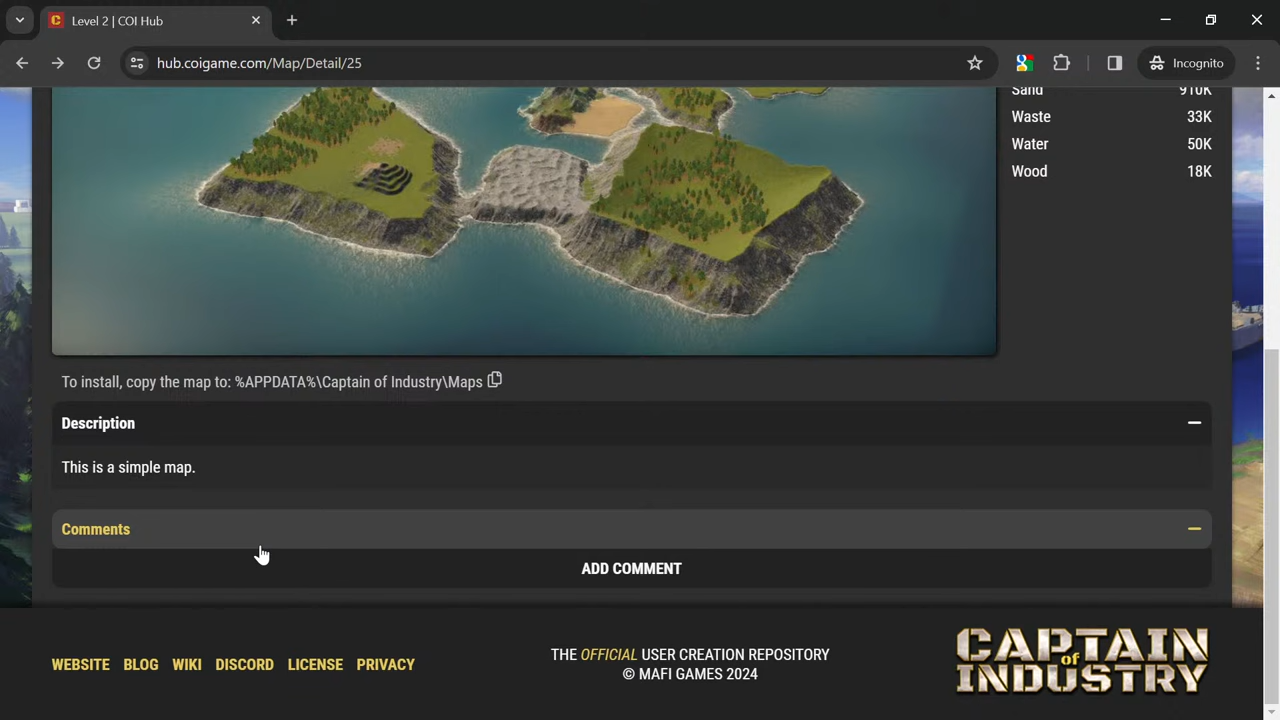 Level 2 | COI Hub
hub.coigame.com/Map/Detail/25
Incognito
Sand 910K
Waste 33K
Water 50K
Wood 18K
To install, copy the map to: %APPDATA%\Captain of Industry\Maps
Description
This is a simple map.
Comments
ADD COMMENT
WEBSITE BLOG WIKI DISCORD LICENSE PRIVACY
THE OFFICIAL USER CREATION REPOSITORY
© MAFI GAMES 2024
CAPTAIN
of
INDUSTRY